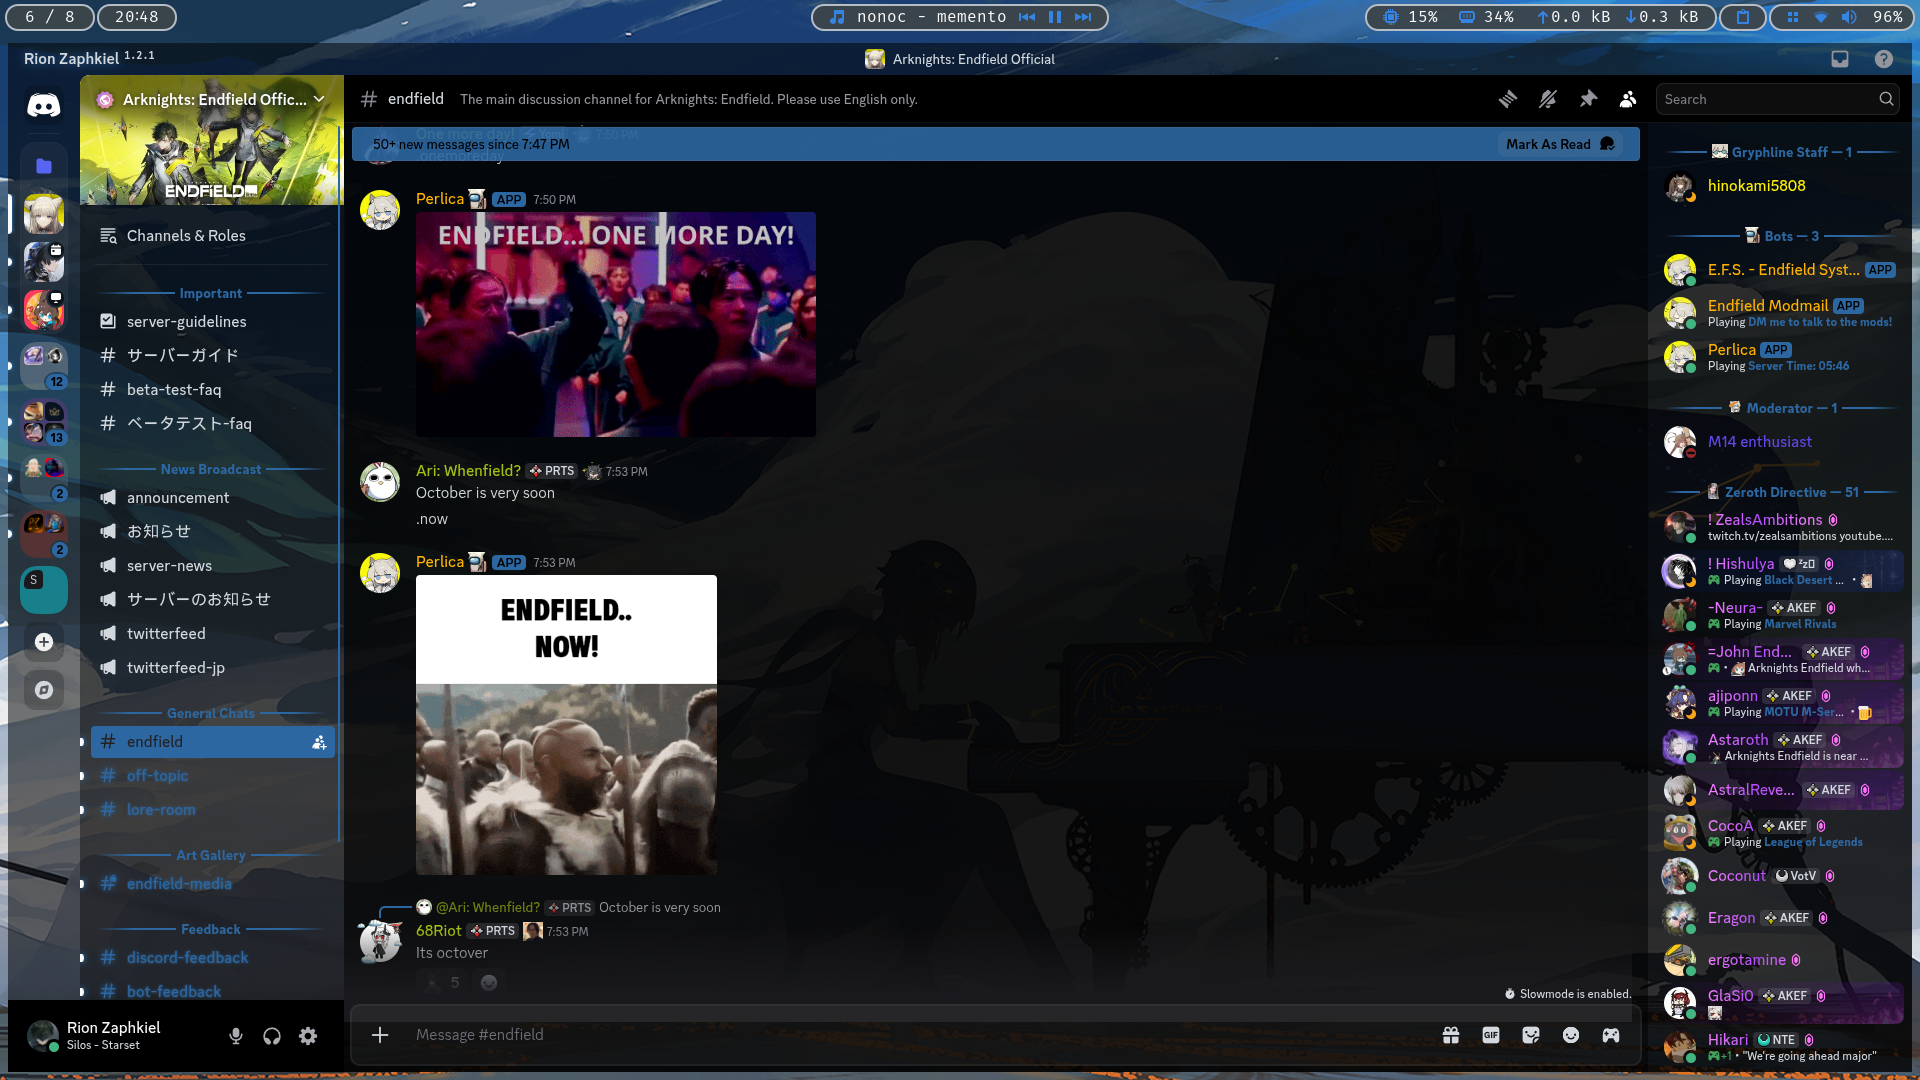 6 / 8
20:48
nonoc - memento
15%
34%
0.0 kB
0.3 kB
96%
Rion Zaphkiel 1.2.1
Arknights: Endfield Official
Arknights: Endfield Offic...
ENDFIELD
Channels & Roles
Important
server-guidelines
サーバーガイド
beta-test-faq
ベータテスト-faq
News Broadcast
announcement
お知らせ
server-news
サーバーのお知らせ
twitterfeed
twitterfeed-jp
General Chats
endfield
off-topic
lore-room
Art Gallery
endfield-media
Feedback
discord-feedback
bot-feedback
12
13
2
2
S
Rion Zaphkiel
Silos - Starset
endfield
The main discussion channel for Arknights: Endfield. Please use English only.
Search
One more day! Yomi 7:50 PM
.onemoreday
50+ new messages since 7:47 PM
Mark As Read
Perlica APP 7:50 PM
ENDFIELD... ONE MORE DAY!
Ari: Whenfield? PRTS 7:53 PM
October is very soon
.now
Perlica APP 7:53 PM
ENDFIELD..
NOW!
@Ari: Whenfield? PRTS October is very soon
68Riot PRTS 7:53 PM
Its octover
5
Slowmode is enabled.
Message #endfield
GIF
Gryphline Staff — 1
hinokami5808
Bots — 3
E.F.S. - Endfield Syst... APP
Endfield Modmail APP
Playing DM me to talk to the mods!
Perlica APP
Playing Server Time: 05:46
Moderator — 1
M14 enthusiast
Zeroth Directive — 51
! ZealsAmbitions
twitch.tv/zealsambitions youtube....
! Hishulya
Playing Black Desert ...
-Neura- AKEF
Playing Marvel Rivals
=John End... AKEF
Arknights Endfield wh...
ajiponn AKEF
Playing MOTU M-Ser...
Astaroth AKEF
Arknights Endfield is near ...
AstralReve... AKEF
CocoA AKEF
Playing League of Legends
Coconut VotV
Eragon AKEF
ergotamine
GlaSi0 AKEF
Hikari NTE
+1 • "We're going ahead major"